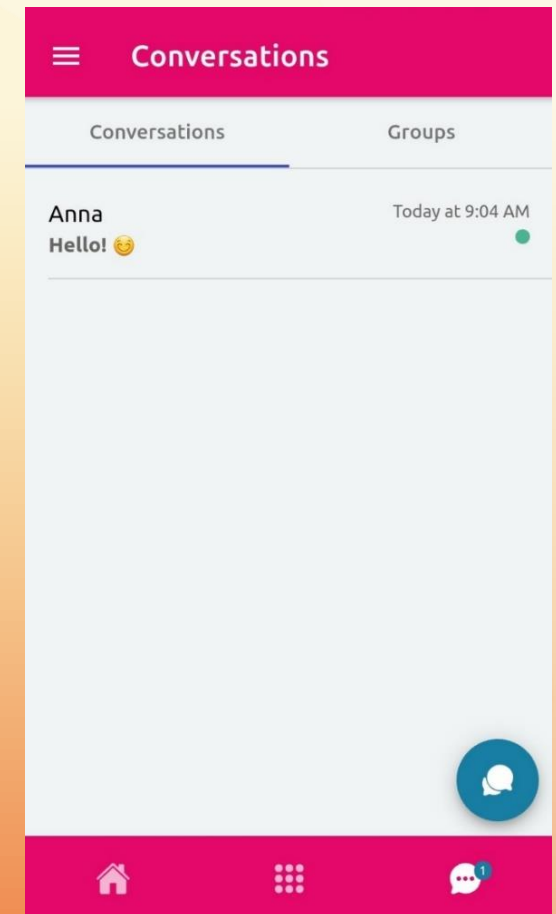 Conversations
Conversations Groups
Anna Today at 9:04 AM
Hello! 😊
1